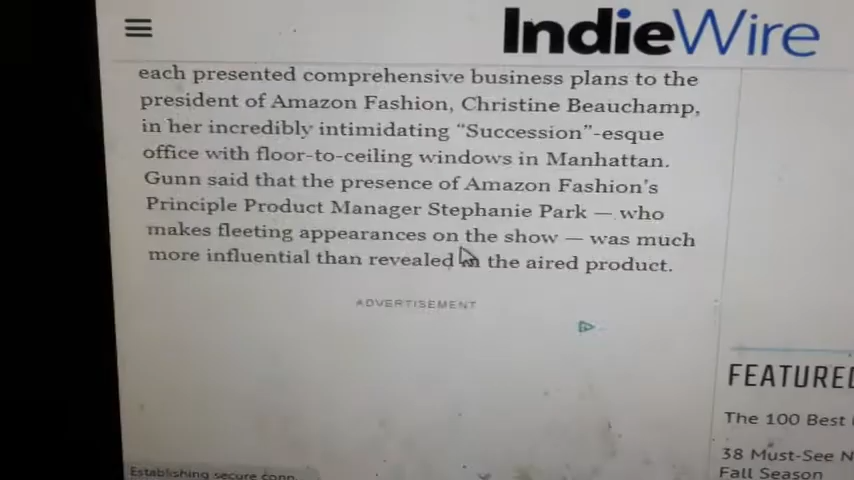 IndieWire
each presented comprehensive business plans to the
president of Amazon Fashion, Christine Beauchamp,
in her incredibly intimidating “Succession”-esque
office with floor-to-ceiling windows in Manhattan.
Gunn said that the presence of Amazon Fashion’s
Principle Product Manager Stephanie Park — who
makes fleeting appearances on the show — was much
more influential than revealed in the aired product.
ADVERTISEMENT
FEATURED
The 100 Best
38 Must-See N
Fall Season
Establishing secure conn